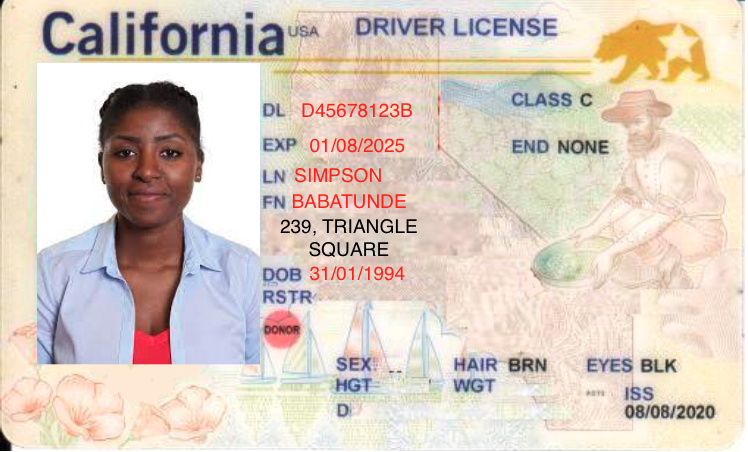 California USA DRIVER LICENSE
DL D45678123B CLASS C
EXP 01/08/2025 END NONE
LN SIMPSON
FN BABATUNDE
239, TRIANGLE
SQUARE
DOB 31/01/1994
RSTR
DONOR
SEX HAIR BRN EYES BLK
HGT WGT ISS
D 08/08/2020